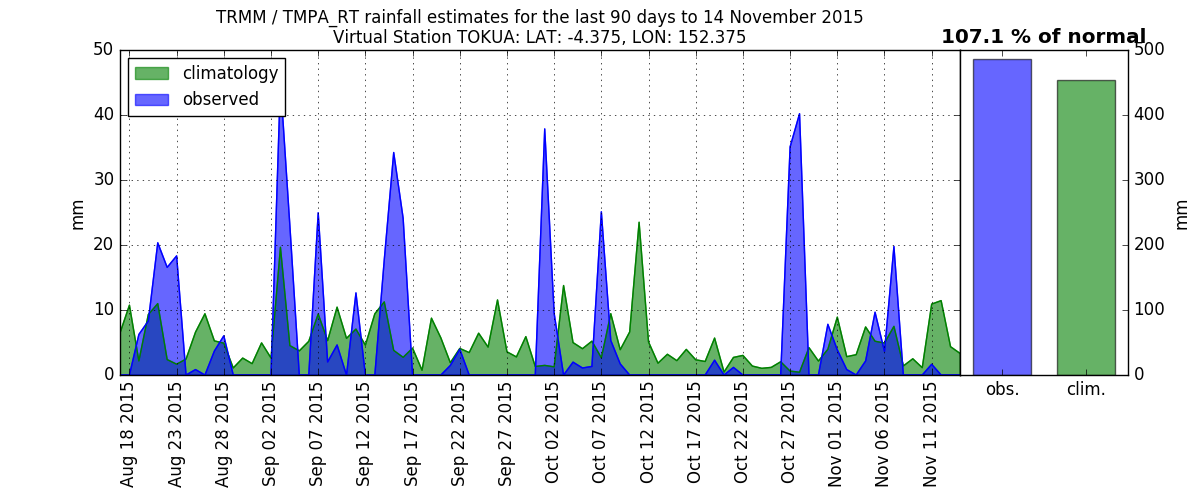 TRMM / TMPA_RT rainfall estimates for the last 90 days to 14 November 2015
Virtual Station TOKUA: LAT: -4.375, LON: 152.375
107.1 % of normal
climatology
observed
50
40
30
20
10
0
mm
500
400
300
200
100
0
mm
obs.
clim.
Aug 18 2015
Aug 23 2015
Aug 28 2015
Sep 02 2015
Sep 07 2015
Sep 12 2015
Sep 17 2015
Sep 22 2015
Sep 27 2015
Oct 02 2015
Oct 07 2015
Oct 12 2015
Oct 17 2015
Oct 22 2015
Oct 27 2015
Nov 01 2015
Nov 06 2015
Nov 11 2015